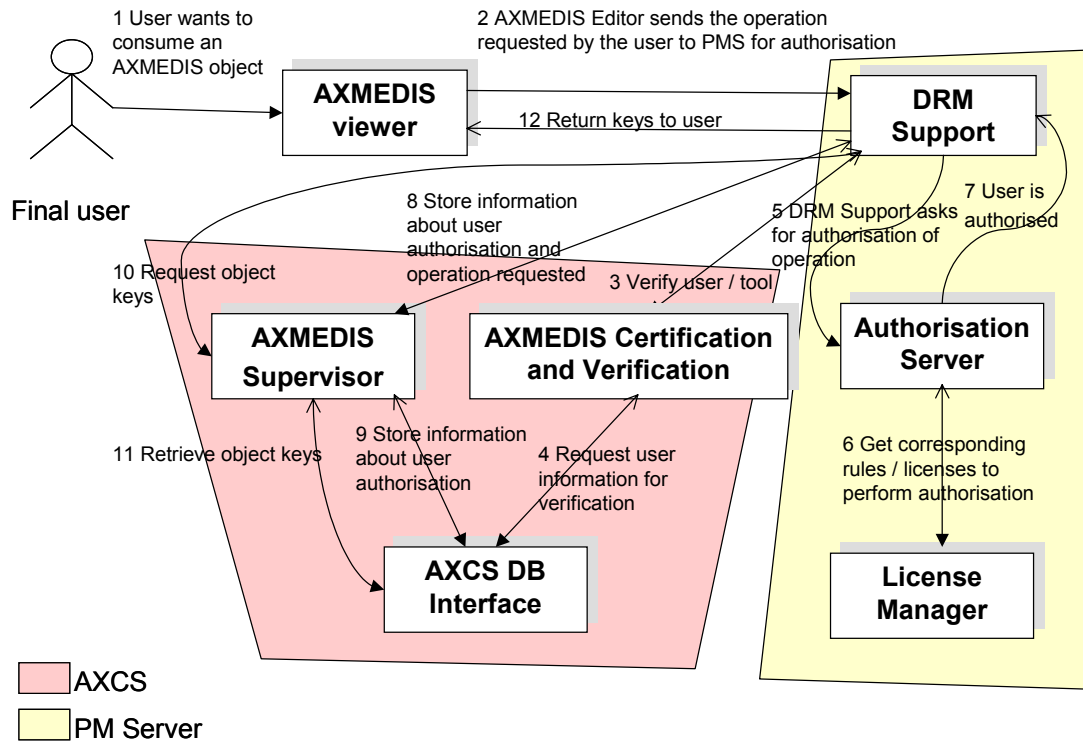 1 User wants to
consume an
AXMEDIS object
2 AXMEDIS Editor sends the operation
requested by the user to PMS for authorisation
AXMEDIS
viewer
DRM
Support
12 Return keys to user
Final user
8 Store information
about user
authorisation and
operation requested
5 DRM Support asks
for authorisation of
operation
7 User is
authorised
10 Request object
keys
3 Verify user / tool
AXMEDIS
Supervisor
AXMEDIS Certification
and Verification
Authorisation
Server
11 Retrieve object keys
9 Store information
about user
authorisation
4 Request user
information for
verification
6 Get corresponding
rules / licenses to
perform authorisation
AXCS DB
Interface
License
Manager
AXCS
PM Server